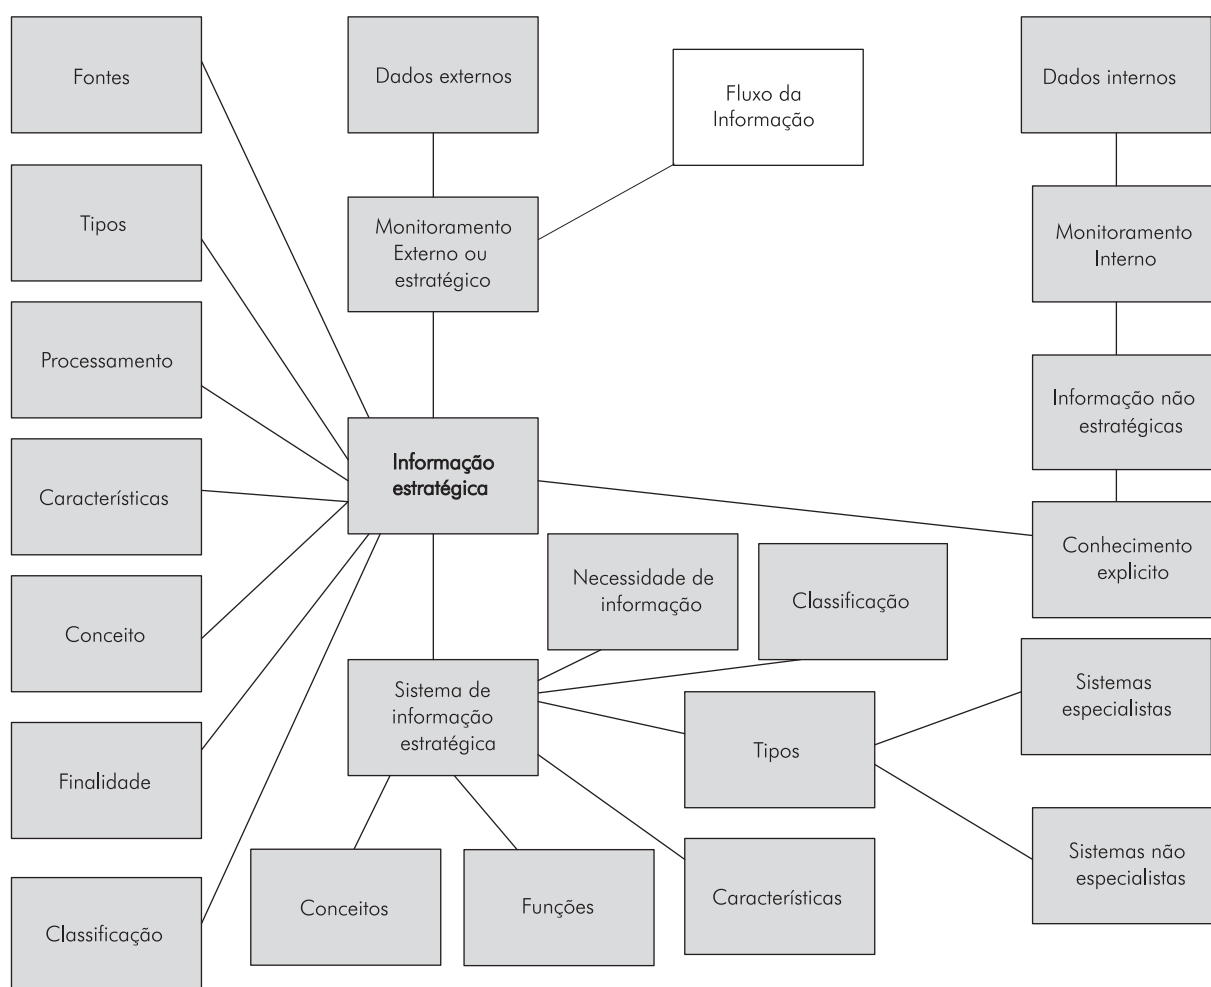 Fontes
Dados externos
Fluxo da
Informação
Dados internos
Tipos
Monitoramento
Externo ou
estratégico
Monitoramento
Interno
Processamento
Informação não
estratégicas
Informação
estratégica
Características
Conhecimento
explicito
Necessidade de
informação
Classificação
Conceito
Sistema de
informação
estratégica
Sistemas
especialistas
Tipos
Finalidade
Sistemas não
especialistas
Conceitos
Funções
Características
Classificação